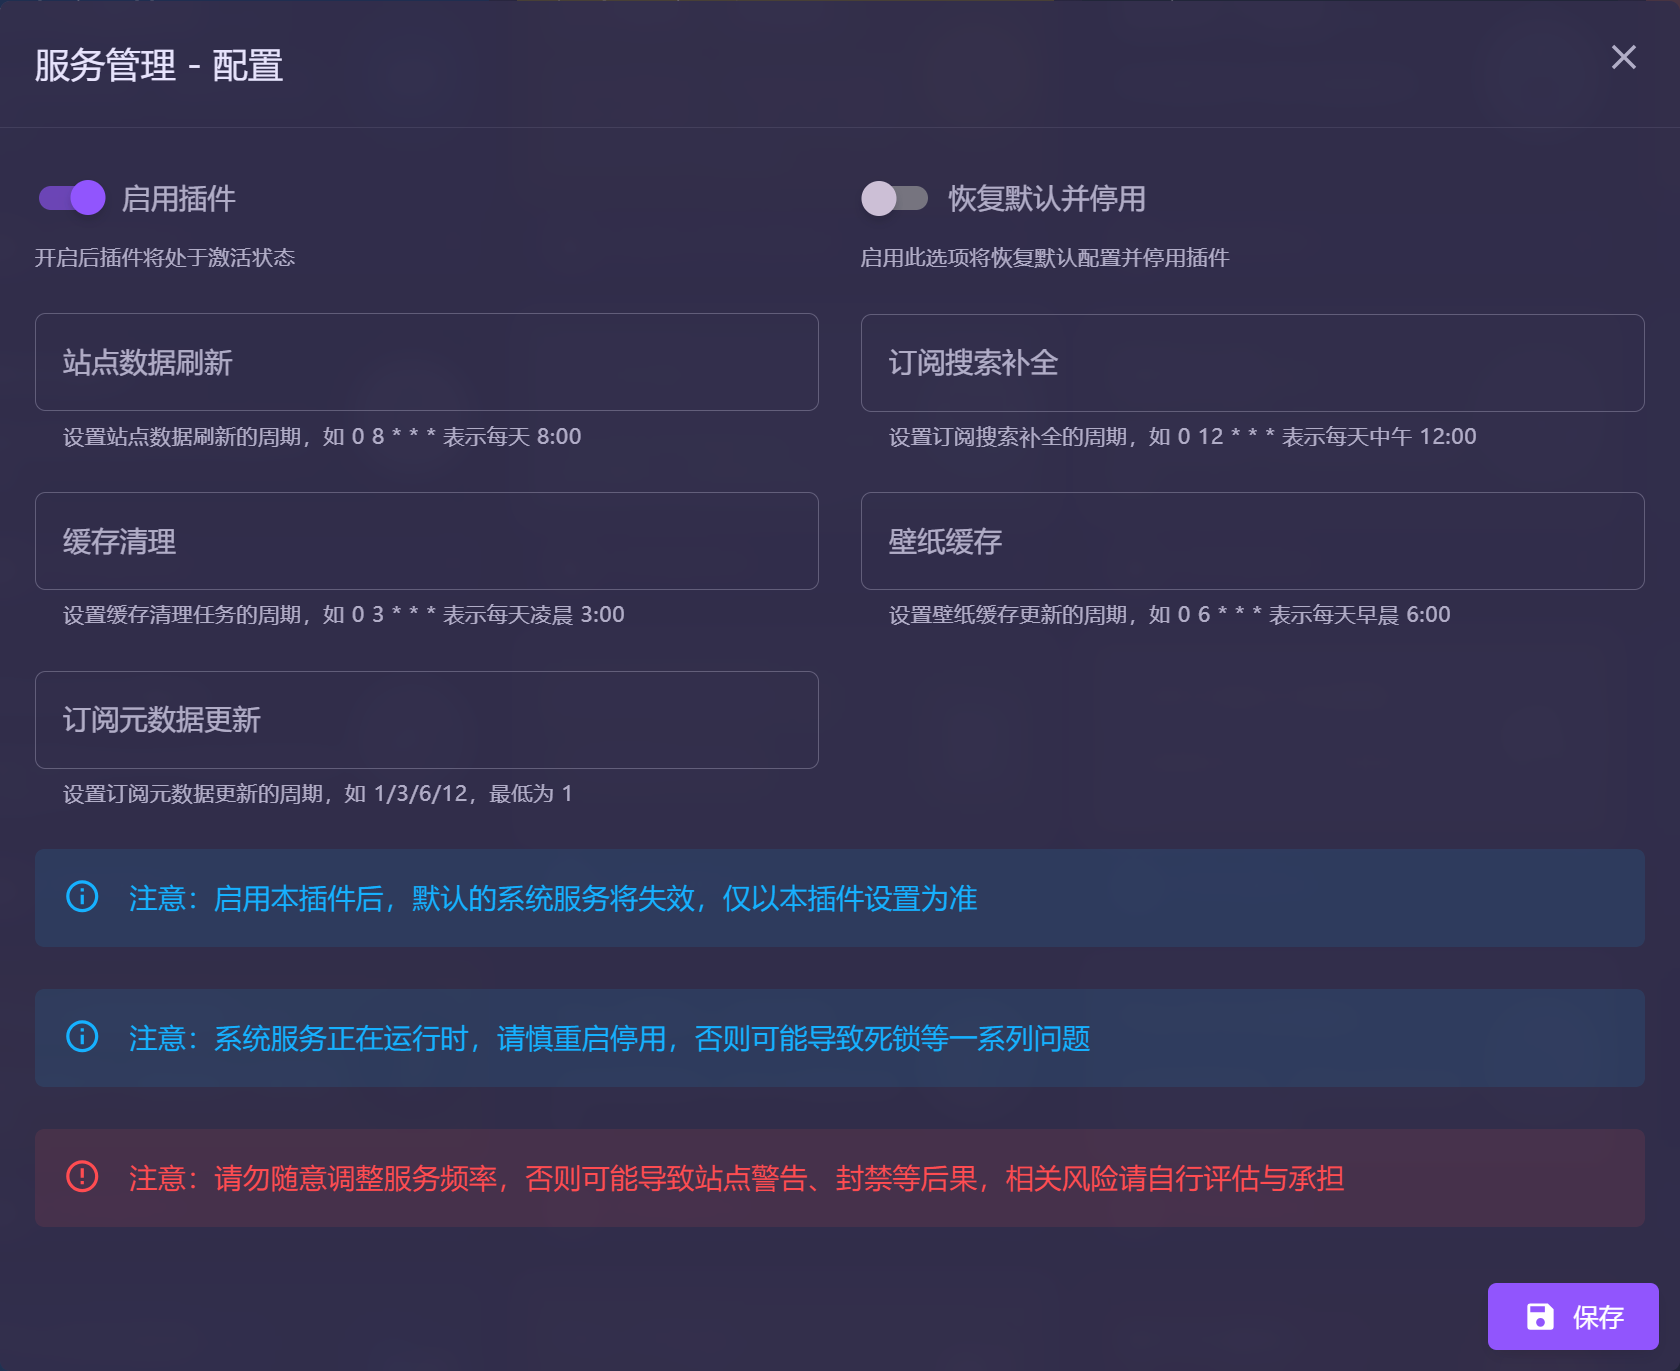 服务管理 - 配置
启用插件
恢复默认并停用
开启后插件将处于激活状态
启用此选项将恢复默认配置并停用插件
站点数据刷新
订阅搜索补全
设置站点数据刷新的周期，如 0 8 * * * 表示每天 8:00
设置订阅搜索补全的周期，如 0 12 * * * 表示每天中午 12:00
缓存清理
壁纸缓存
设置缓存清理任务的周期，如 0 3 * * * 表示每天凌晨 3:00
设置壁纸缓存更新的周期，如 0 6 * * * 表示每天早晨 6:00
订阅元数据更新
设置订阅元数据更新的周期，如 1/3/6/12，最低为 1
注意：启用本插件后，默认的系统服务将失效，仅以本插件设置为准
注意：系统服务正在运行时，请慎重启停用，否则可能导致死锁等一系列问题
注意：请勿随意调整服务频率，否则可能导致站点警告、封禁等后果，相关风险请自行评估与承担
保存